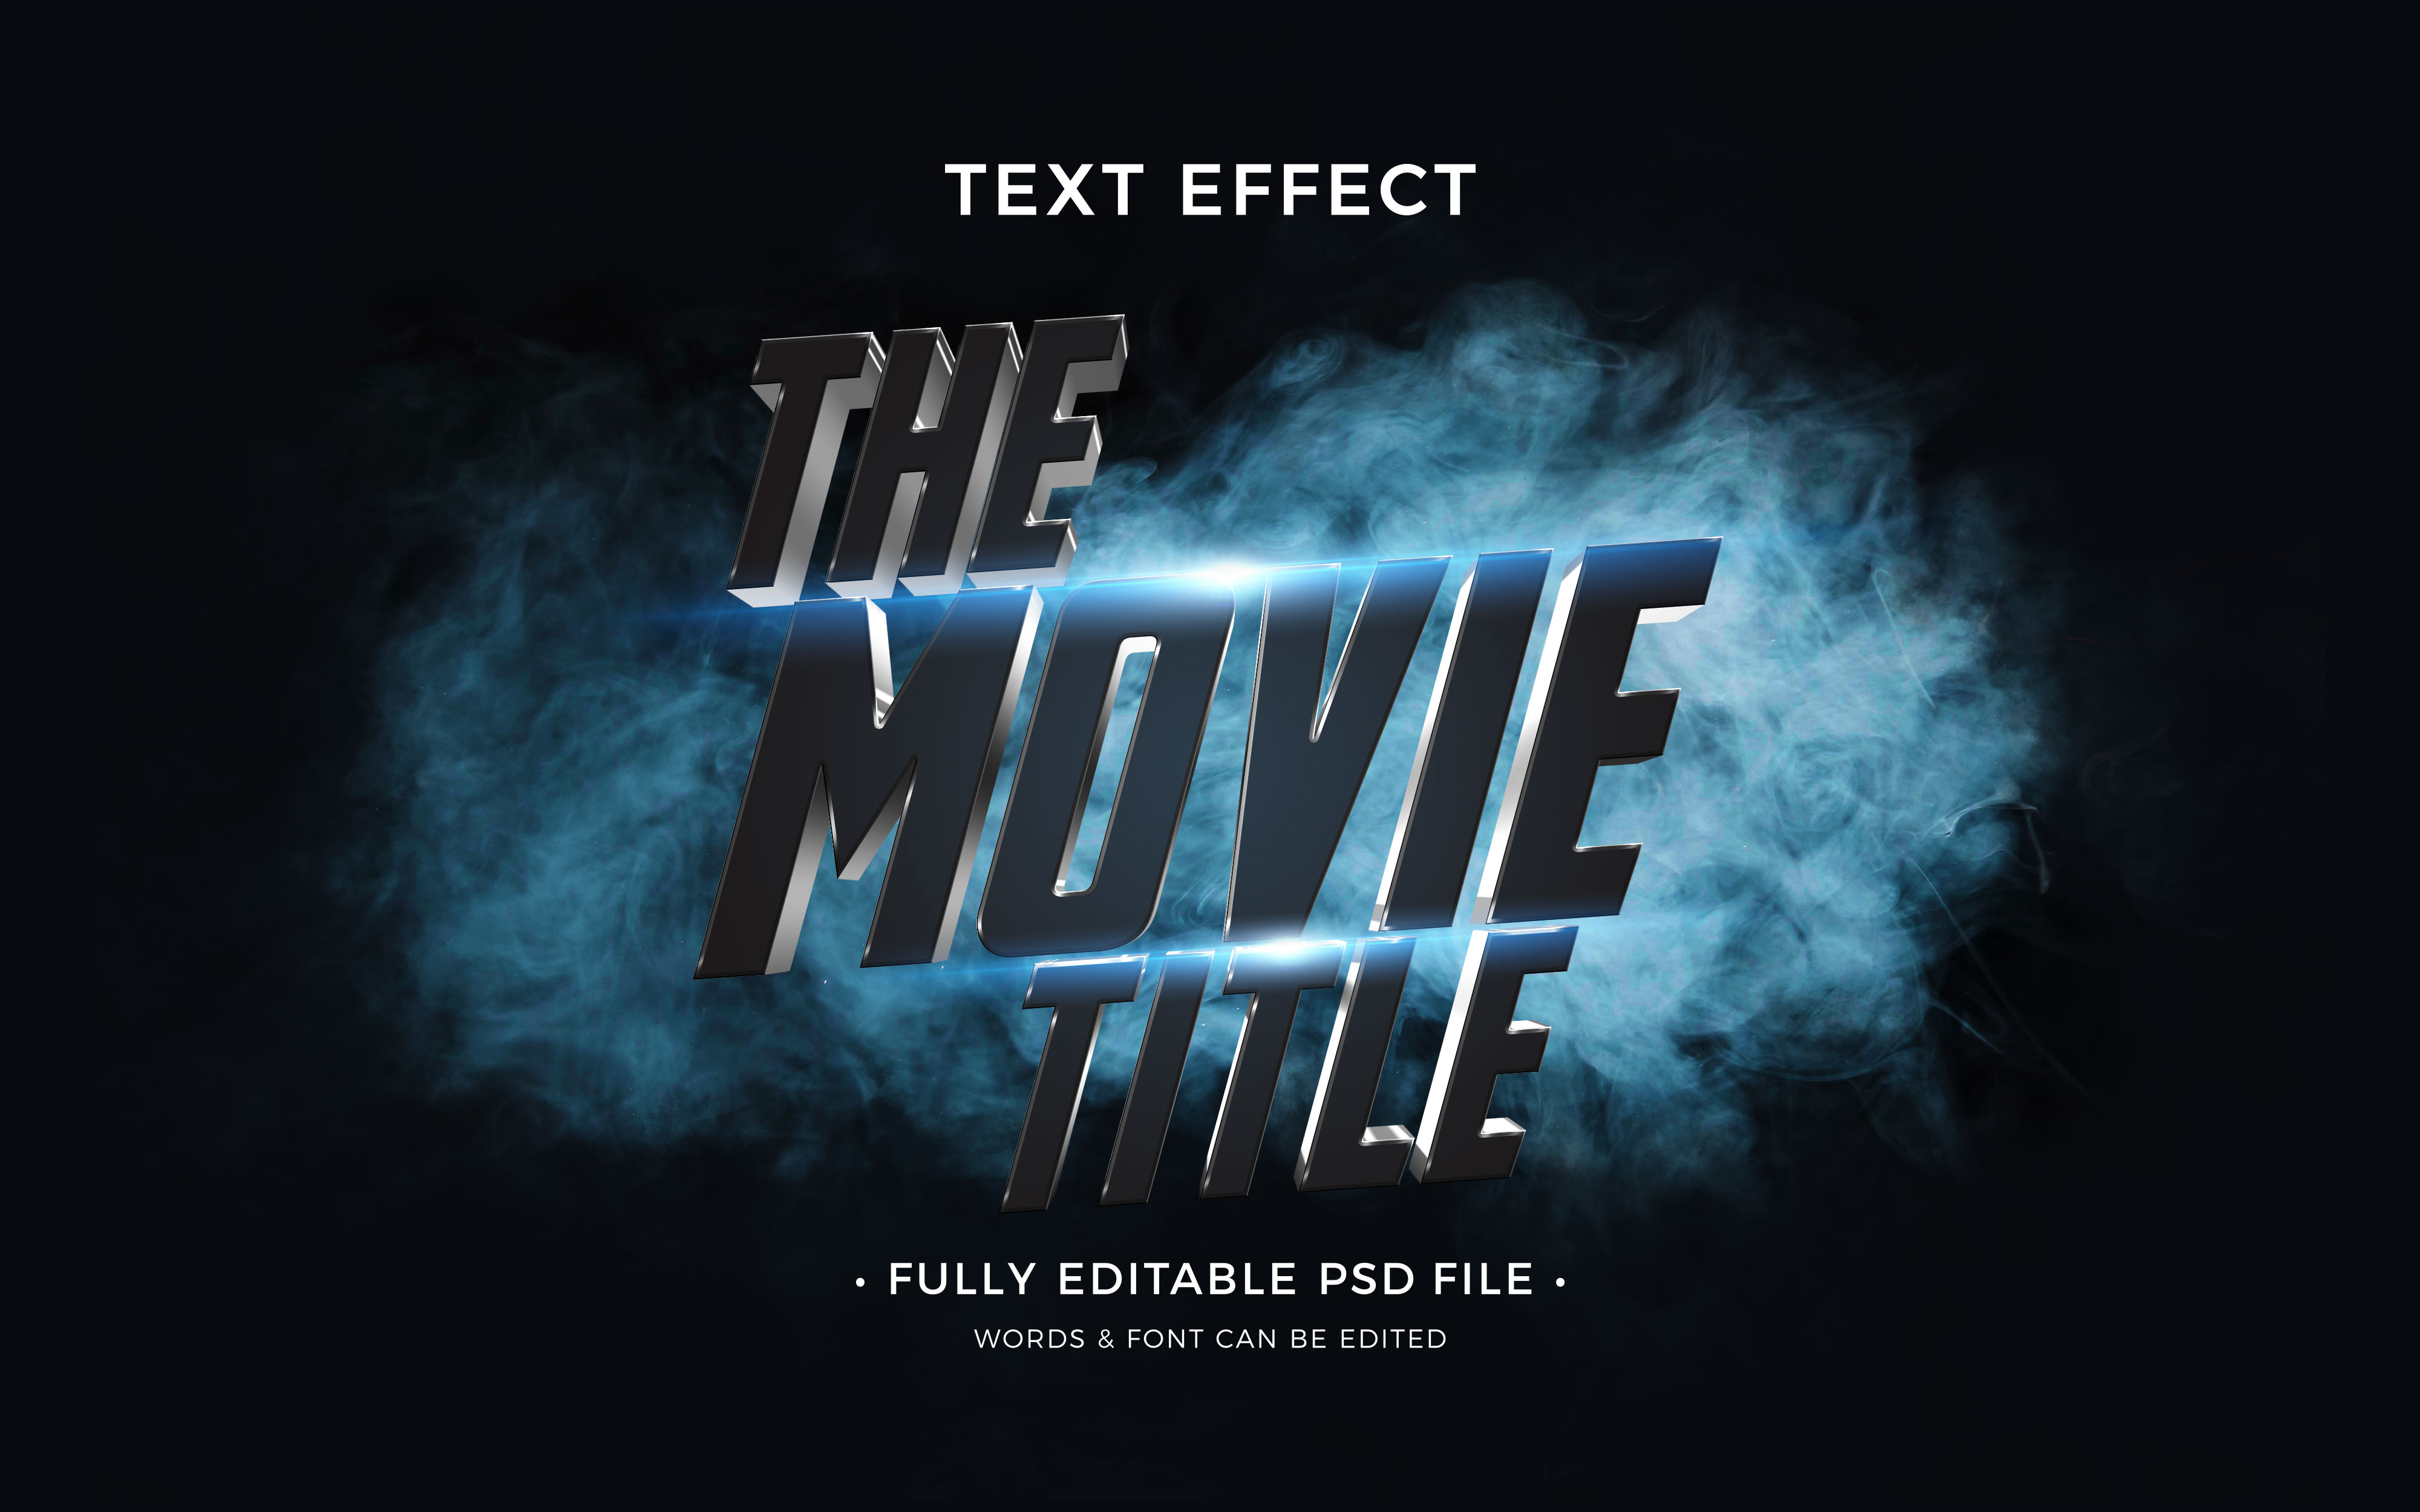 TEXT EFFECT
THE
MOVIE
TITLE
• FULLY EDITABLE PSD FILE •
WORDS & FONT CAN BE EDITED